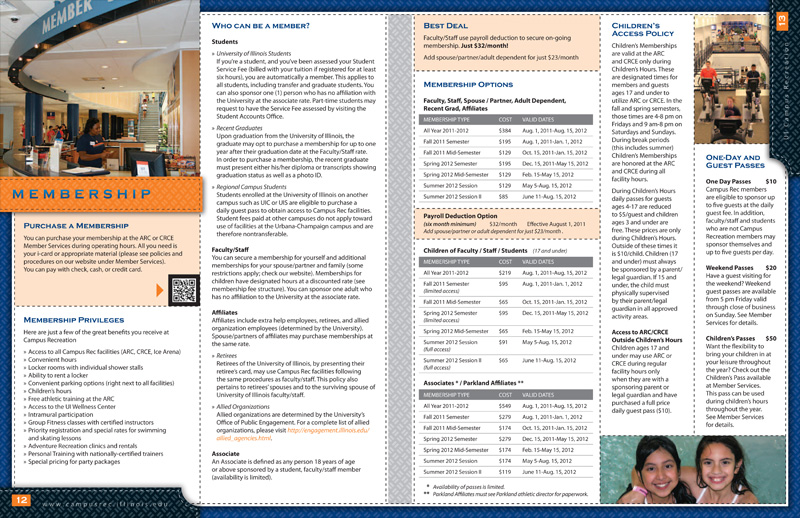 MEMBERSHIP
PURCHASE A MEMBERSHIP
You can purchase your membership at the ARC or CRCE
Member Services during operating hours. All you need is
your i-card or appropriate material (please see policies and
procedures on our website under Member Services).
You can pay with check, cash, or credit card.
MEMBERSHIP PRIVILEGES
Here are just a few of the great benefits you receive at
Campus Recreation
» Access to all Campus Rec facilities (ARC, CRCE, Ice Arena)
» Convenient hours
» Locker rooms with individual shower stalls
» Ability to rent a locker
» Convenient parking options (right next to all facilities)
» Children's hours
» Free athletic training at the ARC
» Access to the UI Wellness Center
» Intramural participation
» Group Fitness classes with certified instructors
» Priority registration and special rates for swimming
and skating lessons
» Adventure Recreation clinics and rentals
» Personal Training with nationally-certified trainers
» Special pricing for party packages
12
www.campusrec.illinois.edu
WHO CAN BE A MEMBER?
Students
» University of Illinois Students
If you're a student, and you've been assessed your Student
Service Fee (billed with your tuition if registered for at least
six hours), you are automatically a member. This applies to
all students, including transfer and graduate students. You
can also sponsor one (1) person who has no affiliation with
the University at the associate rate. Part-time students may
request to have the Service Fee assessed by visiting the
Student Accounts Office.
» Recent Graduates
Upon graduation from the University of Illinois, the
graduate may opt to purchase a membership for up to one
year after their graduation date at the Faculty/Staff rate.
In order to purchase a membership, the recent graduate
must present either his/her diploma or transcripts showing
graduation status as well as a photo ID.
» Regional Campus Students
Students enrolled at the University of Illinois on another
campus such as UIC or UIS are eligible to purchase a
daily guest pass to obtain access to Campus Rec facilities.
Student fees paid at other campuses do not apply toward
use of facilities at the Urbana-Champaign campus and are
therefore nontransferable.
Faculty/Staff
You can secure a membership for yourself and additional
memberships for your spouse/partner and family (some
restrictions apply; check our website). Memberships for
children have designated hours at a discounted rate (see
membership fee structure). You can sponsor one adult who
has no affiliation to the University at the associate rate.
Affiliates
Affiliates include extra help employees, retirees, and allied
organization employees (determined by the University).
Spouse/partners of affiliates may purchase memberships at
the same rate.
» Retirees
Retirees of the University of Illinois, by presenting their
retiree's card, may use Campus Rec facilities following
the same procedures as faculty/staff. This policy also
pertains to retirees' spouses and to the surviving spouse of
University of Illinois faculty/staff.
» Allied Organizations
Allied organizations are determined by the University's
Office of Public Engagement. For a complete list of allied
organizations, please visit http://engagement.illinois.edu/
allied_agencies.html.
Associate
An Associate is defined as any person 18 years of age
or above sponsored by a student, faculty/staff member
(availability is limited).
BEST DEAL
Faculty/Staff use payroll deduction to secure on-going
membership. Just $32/month!
Add spouse/partner/adult dependent for just $23/month
MEMBERSHIP OPTIONS
Faculty, Staff, Spouse / Partner, Adult Dependent,
Recent Grad, Affiliates
MEMBERSHIP TYPE COST VALID DATES
All Year 2011-2012 $384 Aug. 1, 2011-Aug. 15, 2012
Fall 2011 Semester $195 Aug. 1, 2011-Jan. 1, 2012
Fall 2011 Mid-Semester $129 Oct. 15, 2011-Jan. 15, 2012
Spring 2012 Semester $195 Dec. 15, 2011-May 15, 2012
Spring 2012 Mid-Semester $129 Feb. 15-May 15, 2012
Summer 2012 Session $129 May 5-Aug. 15, 2012
Summer 2012 Session II $85 June 11-Aug. 15, 2012
Payroll Deduction Option
(six month minimum) $32/month Effective August 1, 2011
Add spouse/partner or adult dependent for just $23/month.
Children of Faculty / Staff / Students (17 and under)
MEMBERSHIP TYPE COST VALID DATES
All Year 2011-2012 $219 Aug. 1, 2011-Aug. 15, 2012
Fall 2011 Semester $95 Aug. 1, 2011-Jan. 1, 2012
(limited access)
Fall 2011 Mid-Semester $65 Oct. 15, 2011-Jan. 15, 2012
Spring 2012 Semester $95 Dec. 15, 2011-May 15, 2012
(limited access)
Spring 2012 Mid-Semester $65 Feb. 15-May 15, 2012
Summer 2012 Session $91 May 5-Aug. 15, 2012
(full access)
Summer 2012 Session II $65 June 11-Aug. 15, 2012
(full access)
Associates * / Parkland Affiliates **
MEMBERSHIP TYPE COST VALID DATES
All Year 2011-2012 $549 Aug. 1, 2011-Aug. 15, 2012
Fall 2011 Semester $279 Aug. 1, 2011-Jan. 1, 2012
Fall 2011 Mid-Semester $174 Oct. 15, 2011-Jan. 15, 2012
Spring 2012 Semester $279 Dec. 15, 2011-May 15, 2012
Spring 2012 Mid-Semester $174 Feb. 15-May 15, 2012
Summer 2012 Session $174 May 5-Aug. 15, 2012
Summer 2012 Session II $119 June 11-Aug. 15, 2012
* Availability of passes is limited.
** Parkland Affiliates must see Parkland athletic director for paperwork.
CHILDREN'S
ACCESS POLICY
Children's Memberships
are valid at the ARC
and CRCE only during
Children's Hours. These
are designated times for
members and guests
ages 17 and under to
utilize ARC or CRCE. In the
fall and spring semesters,
those times are 4-8 pm on
Fridays and 9 am-8 pm on
Saturdays and Sundays.
During break periods
(this includes summer)
Children's Memberships
are honored at the ARC
and CRCE during all
facility hours.
During Children's Hours
daily passes for guests
ages 4-17 are reduced
to $5/guest and children
ages 3 and under are
free. These prices are only
during Children's Hours.
Outside of these times it
is $10/child. Children (17
and under) must always
be sponsored by a parent/
legal guardian. If 15 and
under, the child must
physically supervised
by their parent/legal
guardian in all approved
activity areas.
Access to ARC/CRCE
Outside Children's Hours
Children ages 17 and
under may use ARC or
CRCE during regular
facility hours only
when they are with a
sponsoring parent or
legal guardian and have
purchased a full price
daily guest pass ($10).
13
ONE-DAY AND
GUEST PASSES
One Day Passes $10
Campus Rec members
are eligible to sponsor up
to five guests at the daily
guest fee. In addition,
faculty/staff and students
who are not Campus
Recreation members may
sponsor themselves and
up to five guests per day.
Weekend Passes $20
Have a guest visiting for
the weekend? Weekend
guest passes are available
from 5 pm Friday valid
through close of business
on Sunday. See Member
Services for details.
Children's Passes $50
Want the flexibility to
bring your children in at
your leisure throughout
the year? Check out the
Children's Pass available
at Member Services.
This pass can be used
during children's hours
throughout the year.
See Member Services
for details.